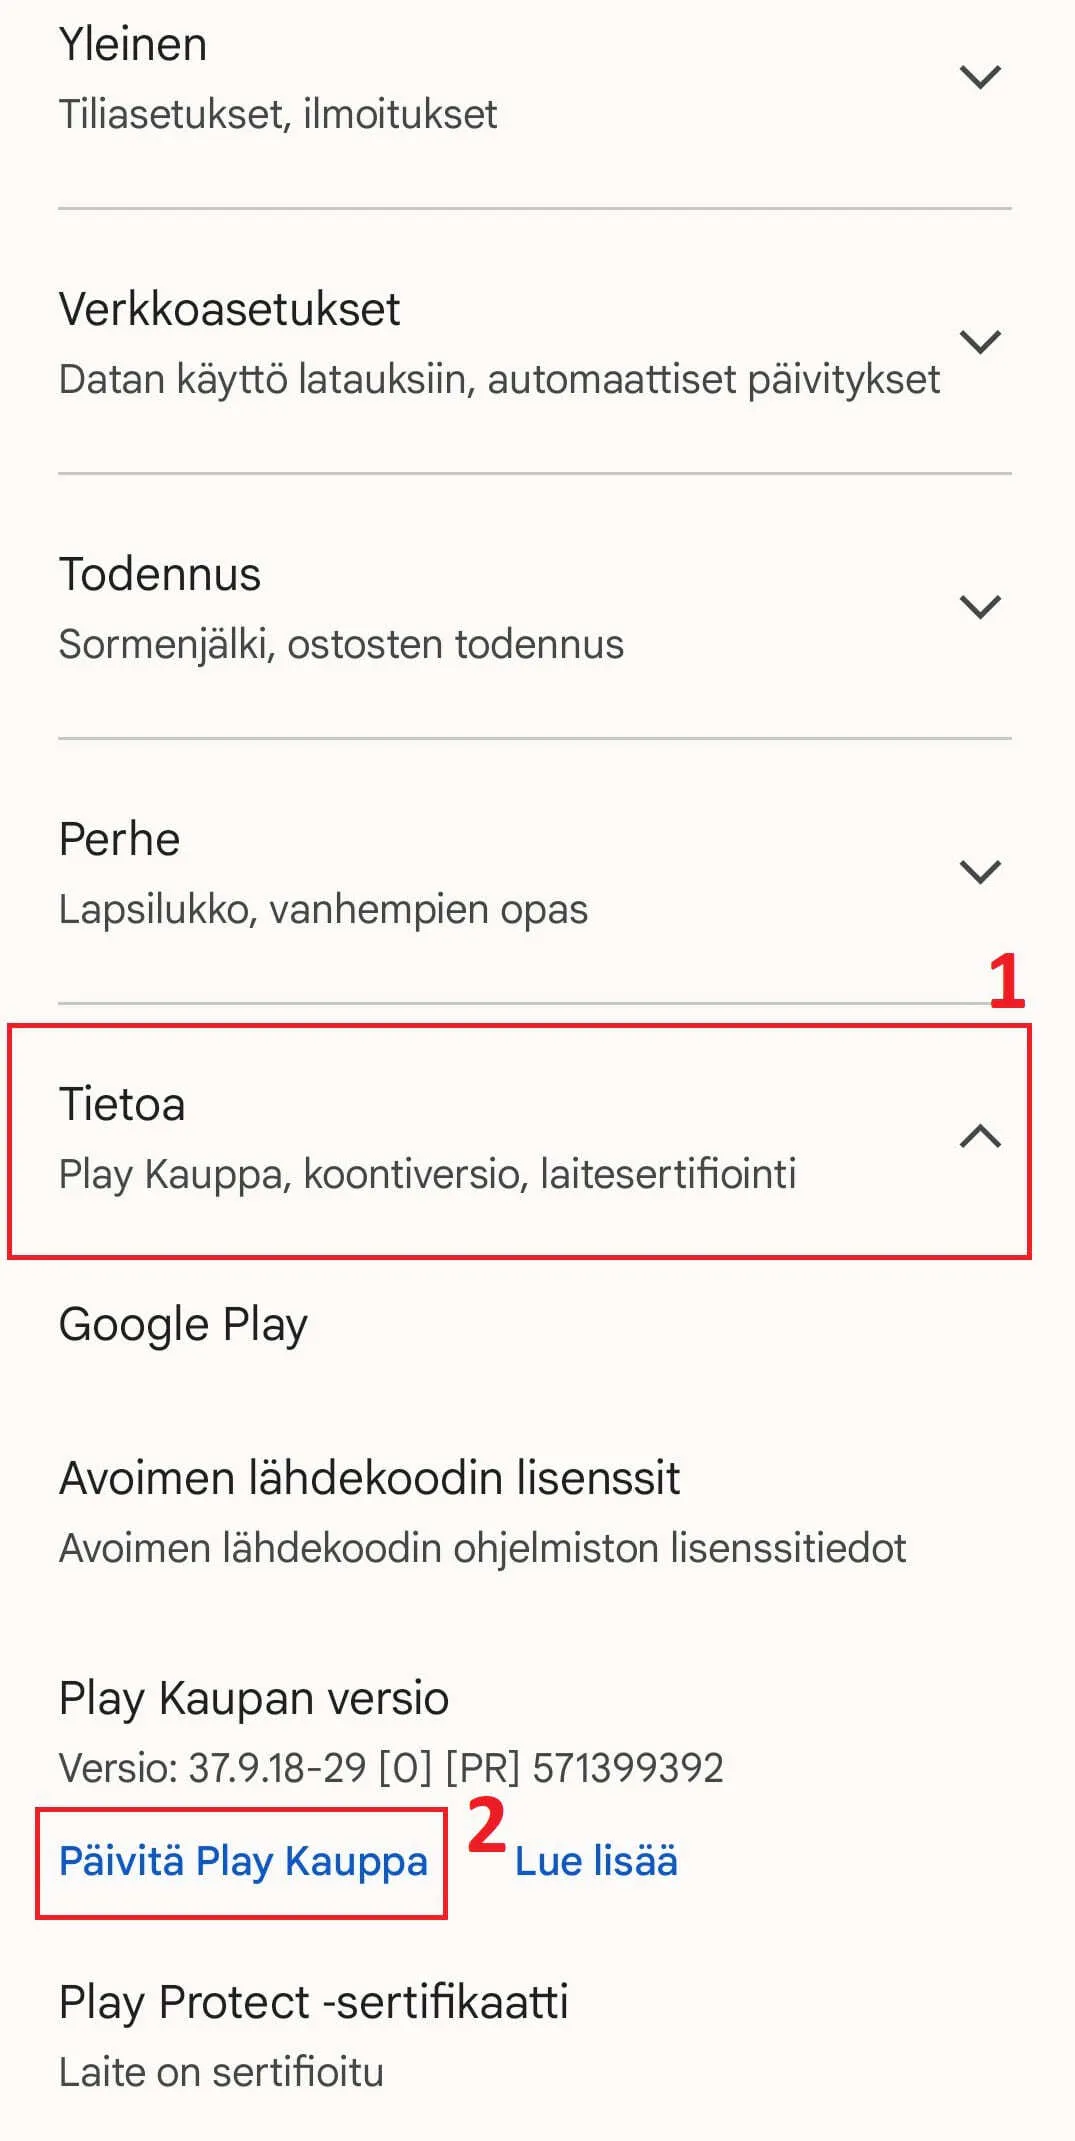 Yleinen
Tiliasetukset, ilmoitukset
Verkkoasetukset
Datan käyttö latauksiin, automaattiset päivitykset
Todennus
Sormenjälki, ostosten todennus
Perhe
Lapsilukko, vanhempien opas
1
Tietoa
Play Kauppa, koontiversio, laitesertifiointi
Google Play
Avoimen lähdekoodin lisenssit
Avoimen lähdekoodin ohjelmiston lisenssitiedot
Play Kaupan versio
Versio: 37.9.18-29 [0] [PR] 571399392
Päivitä Play Kauppa 2 Lue lisää
Play Protect -sertifikaatti
Laite on sertifioitu